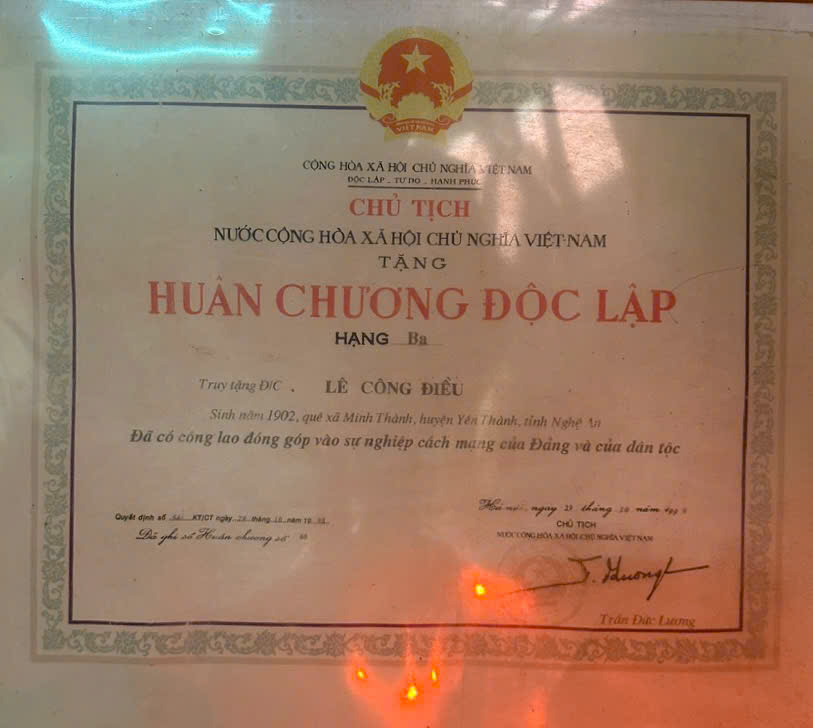 VIỆT NAM
CỘNG HÒA XÃ HỘI CHỦ NGHĨA VIỆT NAM
ĐỘC LẬP _ TỰ DO _ HẠNH PHÚC
CHỦ TỊCH
NƯỚC CỘNG HÒA XÃ HỘI CHỦ NGHĨA VIỆT NAM
TẶNG
HUÂN CHƯƠNG ĐỘC LẬP
HẠNG Ba
Truy tặng Đ/C . LÊ CÔNG ĐIỀU
Sinh năm 1902, quê xã Minh Thành, huyện Yên Thành, tỉnh Nghệ An
Đã có công lao đóng góp vào sự nghiệp cách mạng của Đảng và của dân tộc
Hà nội, ngày 29 tháng 10 năm
Quyết định số KT/CT ngày 29 tháng 10 năm 19
CHỦ TỊCH
Đã ghi sổ Huân chương số
NƯỚC CỘNG HÒA XÃ HỘI CHỦ NGHĨA VIỆT NAM
Trần Đức Lương